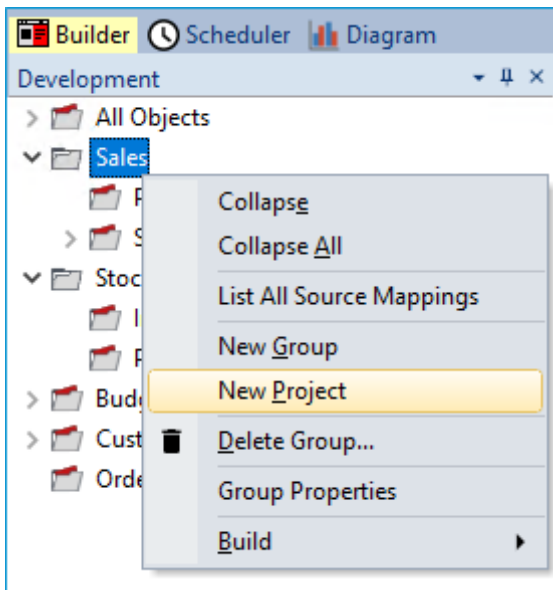 Builder Scheduler Diagram
Development
All Objects
Sales
Collapse
Collapse All
List All Source Mappings
New Group
New Project
Delete Group...
Group Properties
Build